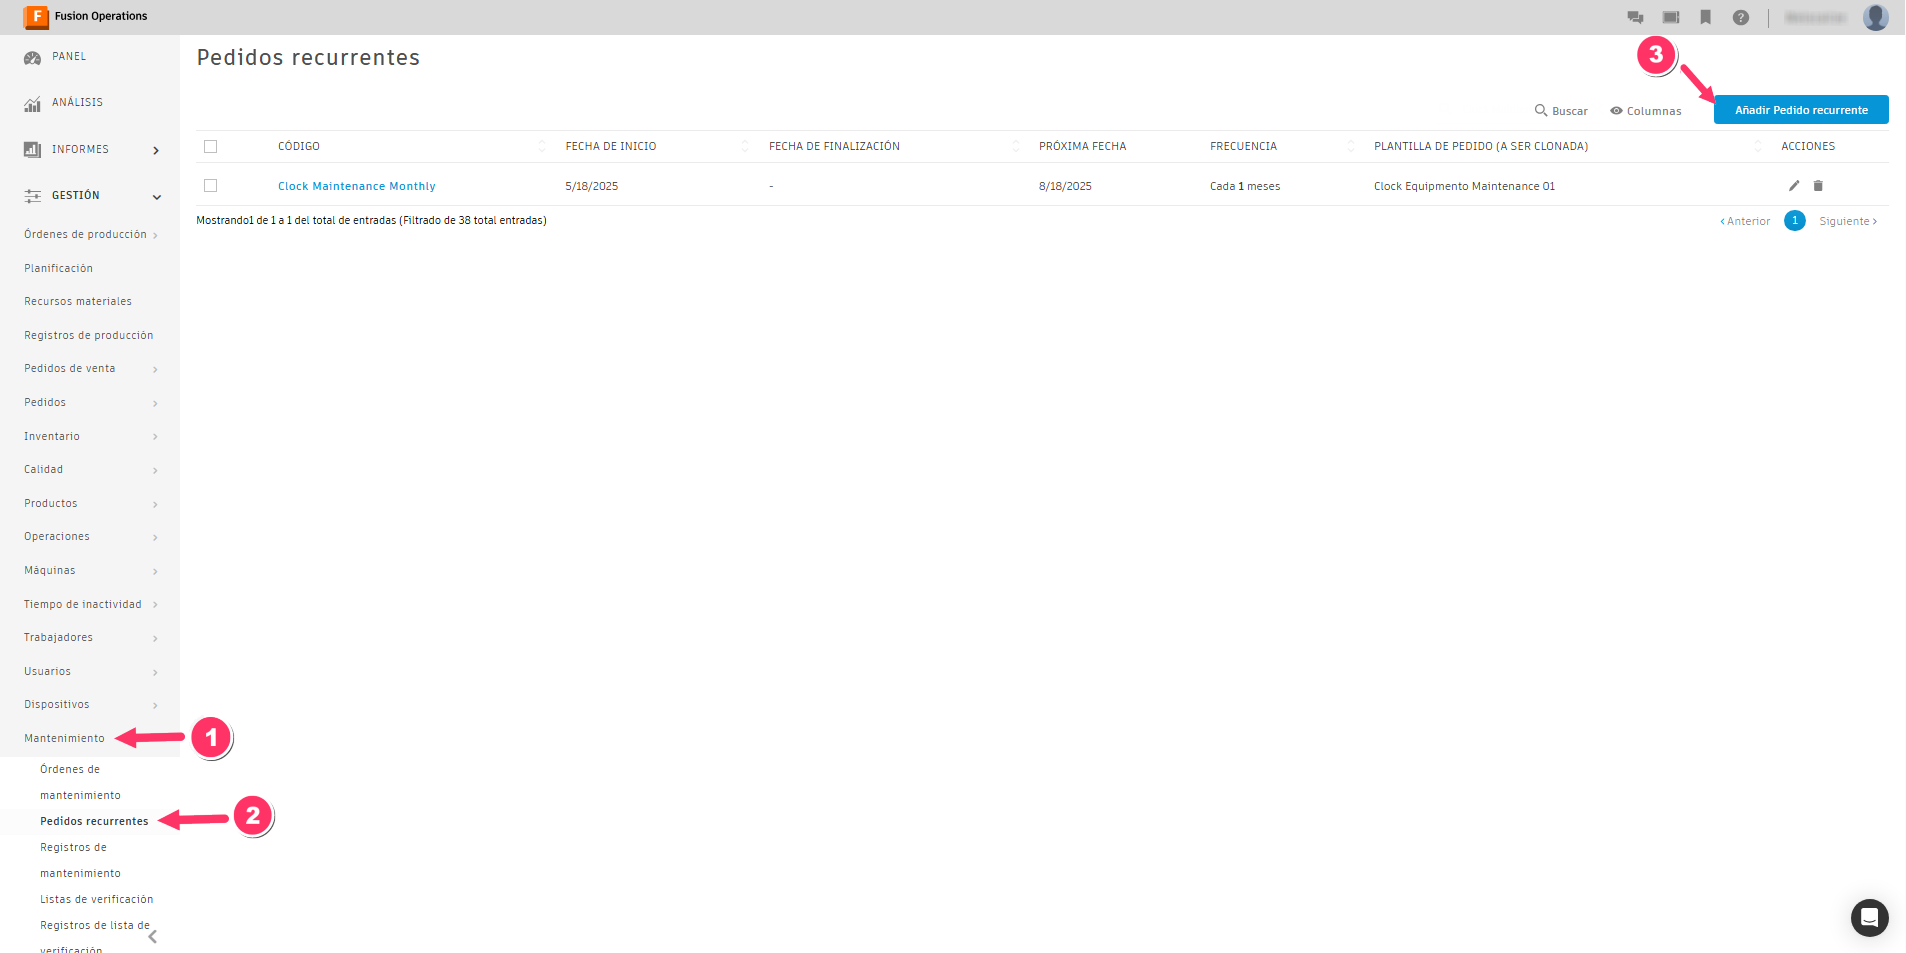 F Fusion Operations
PANEL
ANÁLISIS
INFORMES
GESTIÓN
Órdenes de producción
Planificación
Recursos materiales
Registros de producción
Pedidos de venta
Pedidos
Inventario
Calidad
Productos
Operaciones
Máquinas
Tiempo de inactividad
Trabajadores
Usuarios
Dispositivos
Mantenimiento
1
Órdenes de
mantenimiento
Pedidos recurrentes
2
Registros de
mantenimiento
Listas de verificación
Registros de lista de
verificación
Pedidos recurrentes
3
Buscar
Columnas
Añadir Pedido recurrente
CÓDIGO FECHA DE INICIO FECHA DE FINALIZACIÓN PRÓXIMA FECHA FRECUENCIA PLANTILLA DE PEDIDO (A SER CLONADA) ACCIONES
Clock Maintenance Monthly 5/18/2025 - 8/18/2025 Cada 1 meses Clock Equipmento Maintenance 01
Mostrando1 de 1 a 1 del total de entradas (Filtrado de 38 total entradas)
‹ Anterior 1 Siguiente ›